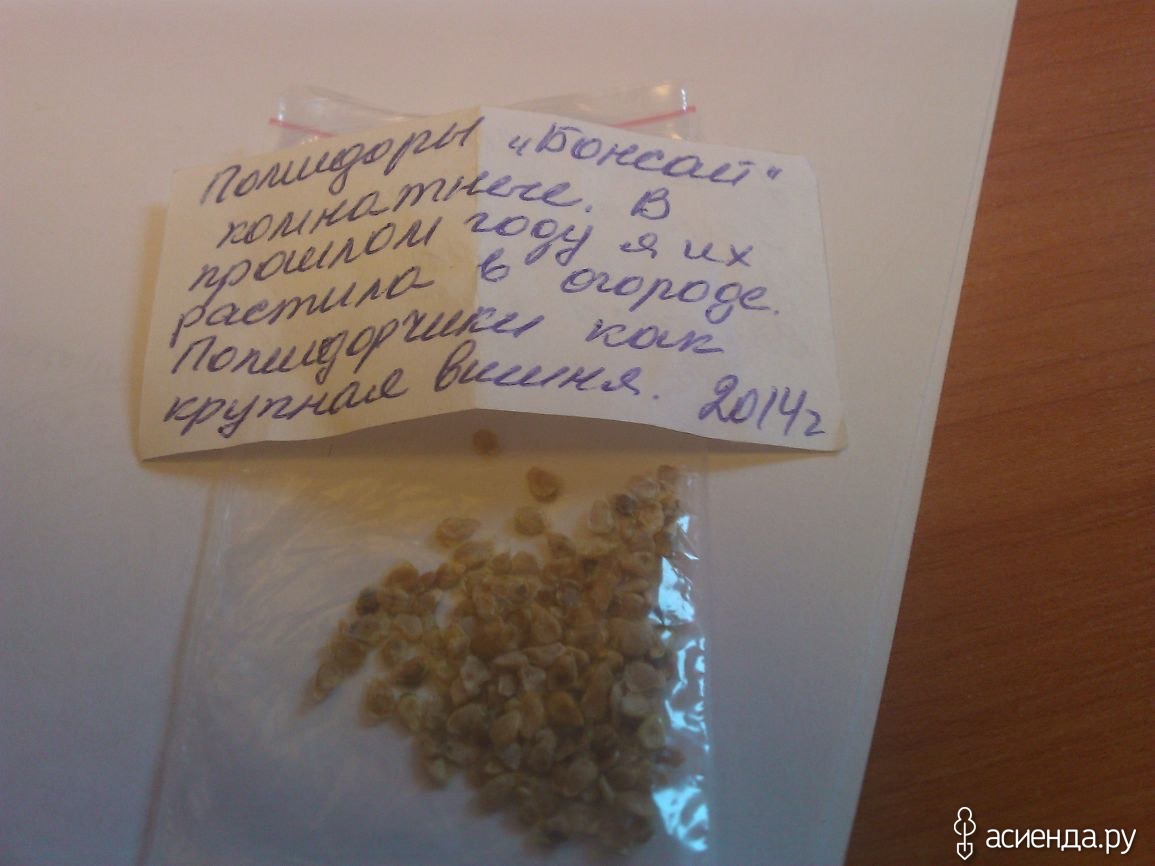 Помидоры „Бонсай“
комнатные. В
прошлом году я их
растила в огороде.
Помидорчики как
крупная вишня. 2014г
асиенда.ру